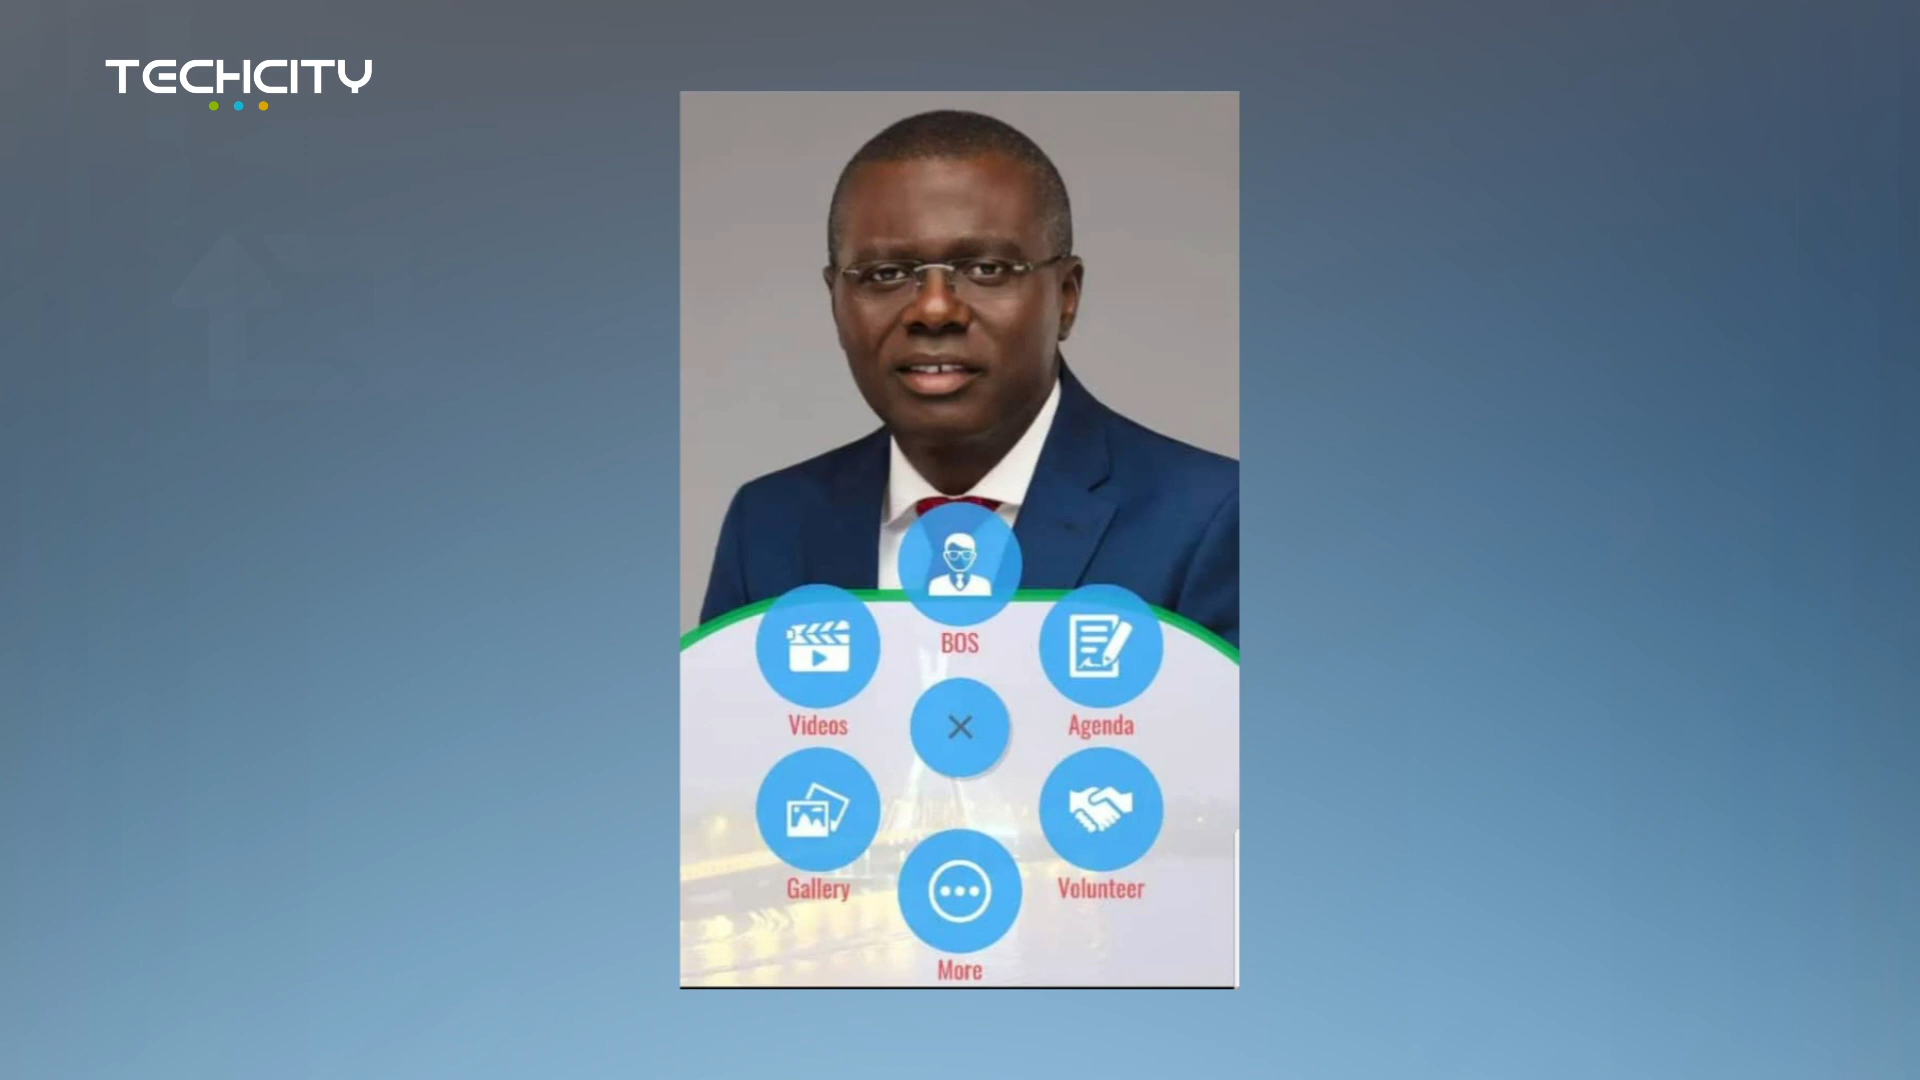 TECHCITY
BOS
Videos
Agenda
Gallery
Volunteer
More